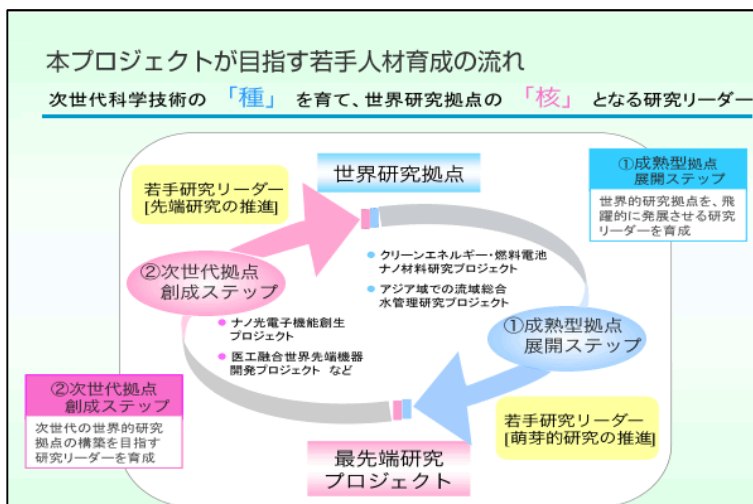 本プロジェクトが目指す若手人材育成の流れ
次世代科学技術の 「種」 を育て、世界研究拠点の 「核」 となる研究リーダー
世界研究拠点
若手研究リーダー
[先端研究の推進]
①成熟型拠点
展開ステップ
世界的研究拠点を、飛
躍的に発展させる研究
リーダーを育成
②次世代拠点
創成ステップ
● クリーンエネルギー・燃料電池
ナノ材料研究プロジェクト
● アジア域での流域総合
水管理研究プロジェクト
● ナノ光電子機能創生
プロジェクト
● 医工融合世界先端機器
開発プロジェクト など
①成熟型拠点
展開ステップ
②次世代拠点
創成ステップ
次世代の世界的研究
拠点の構築を目指す
研究リーダーを育成
若手研究リーダー
[萌芽的研究の推進]
最先端研究
プロジェクト